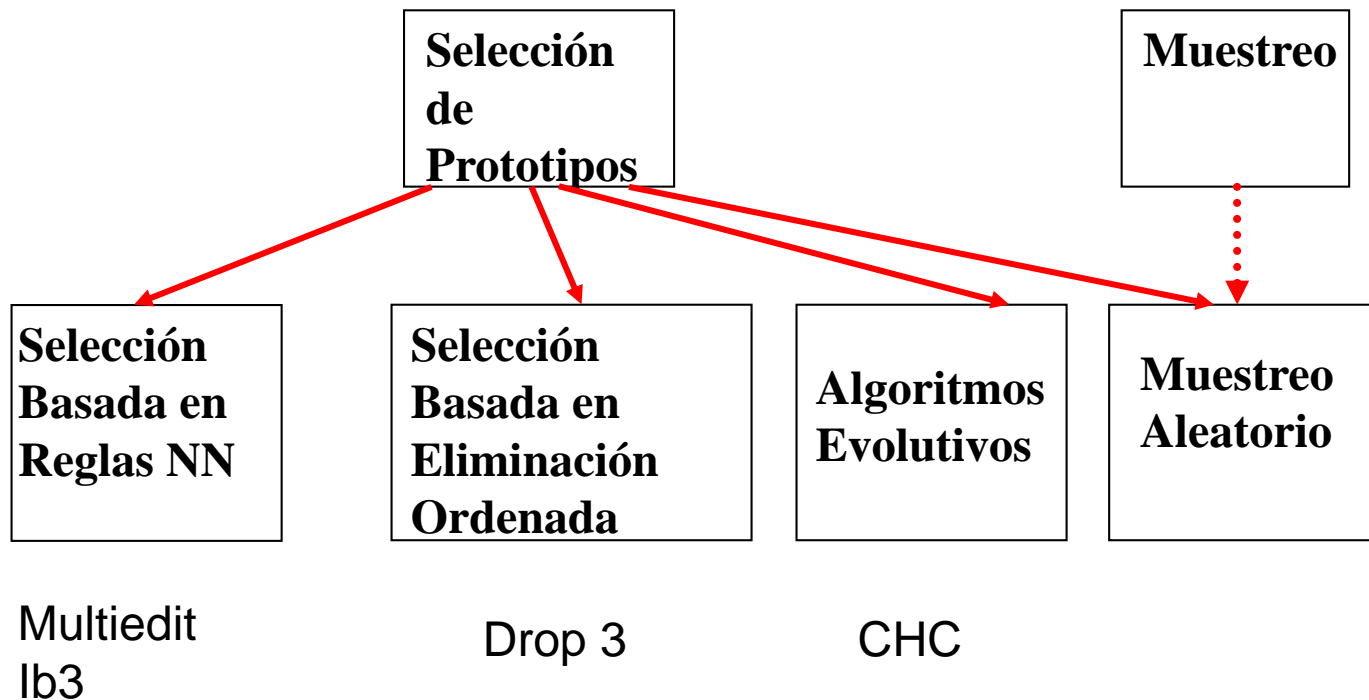 Selección
de
Prototipos
Muestreo
Selección
Basada en
Reglas NN
Selección
Basada en
Eliminación
Ordenada
Algoritmos
Evolutivos
Muestreo
Aleatorio
Multiedit
Ib3
Drop 3
CHC